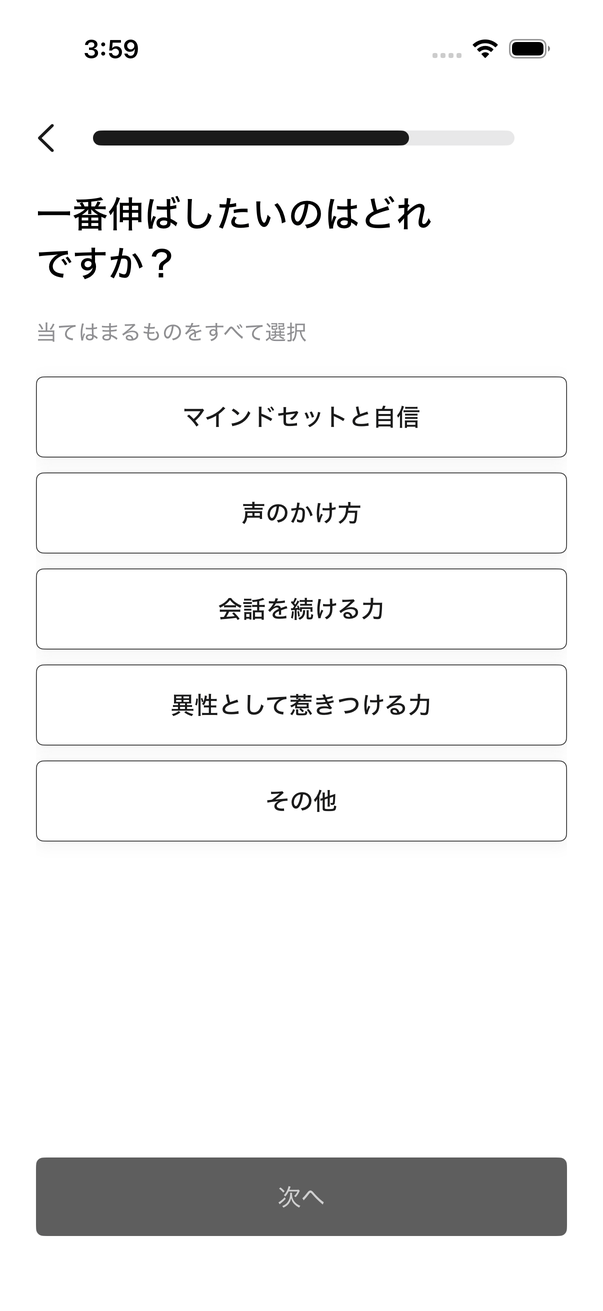 3:59
一番伸ばしたいのはどれ
ですか？
当てはまるものをすべて選択
マインドセットと自信
声のかけ方
会話を続ける力
異性として惹きつける力
その他
次へ